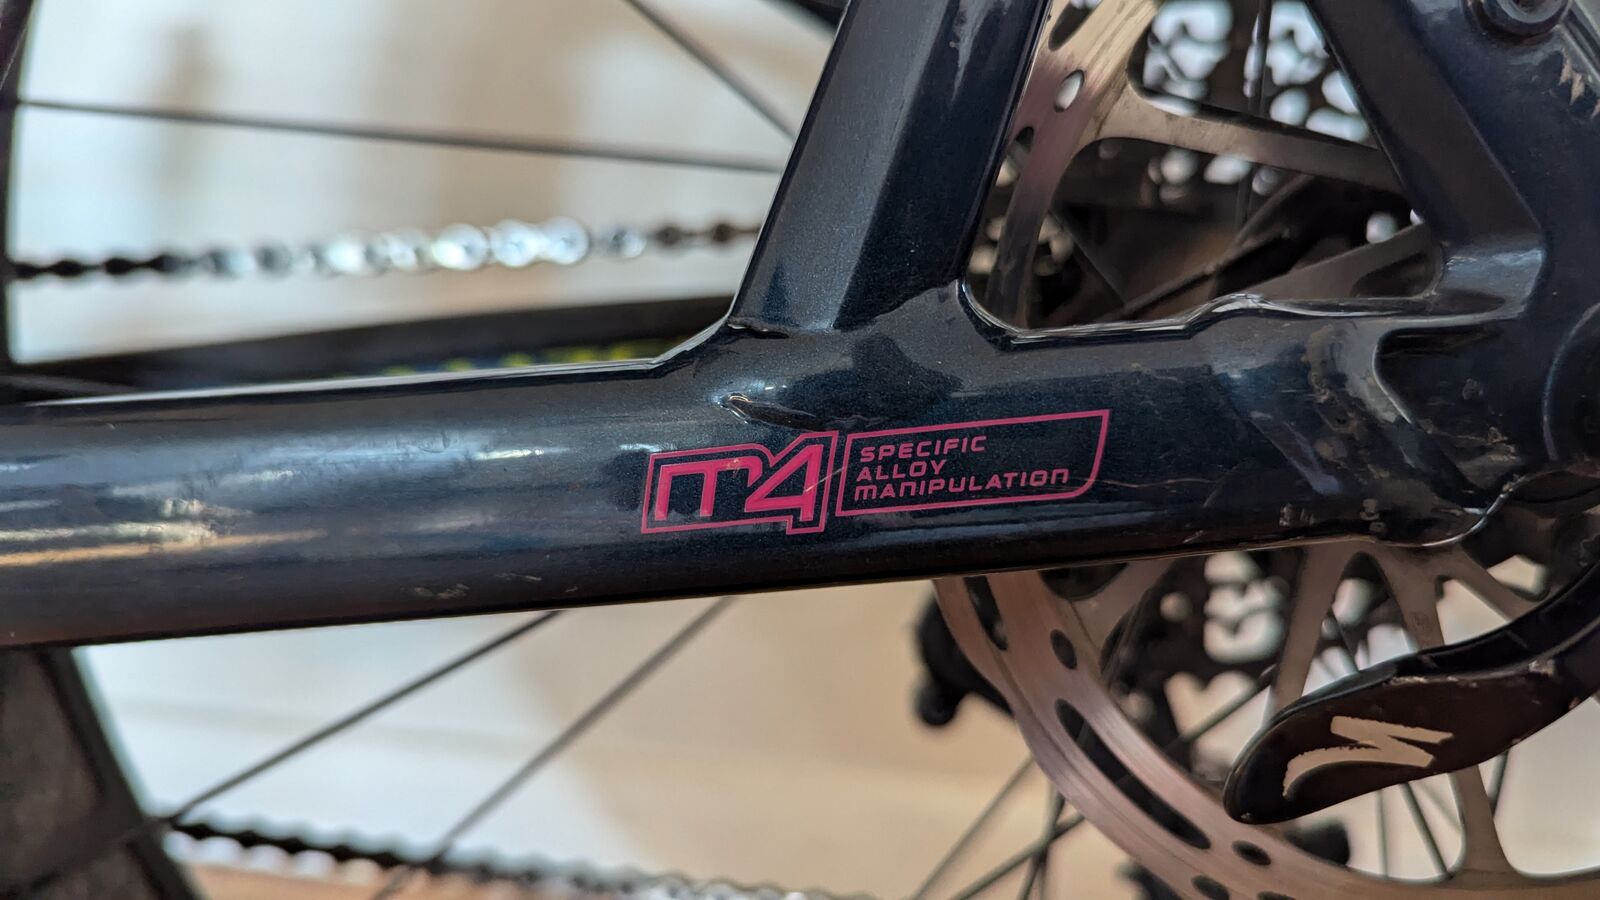 m4
SPECIFIC
ALLOY
MANIPULATION